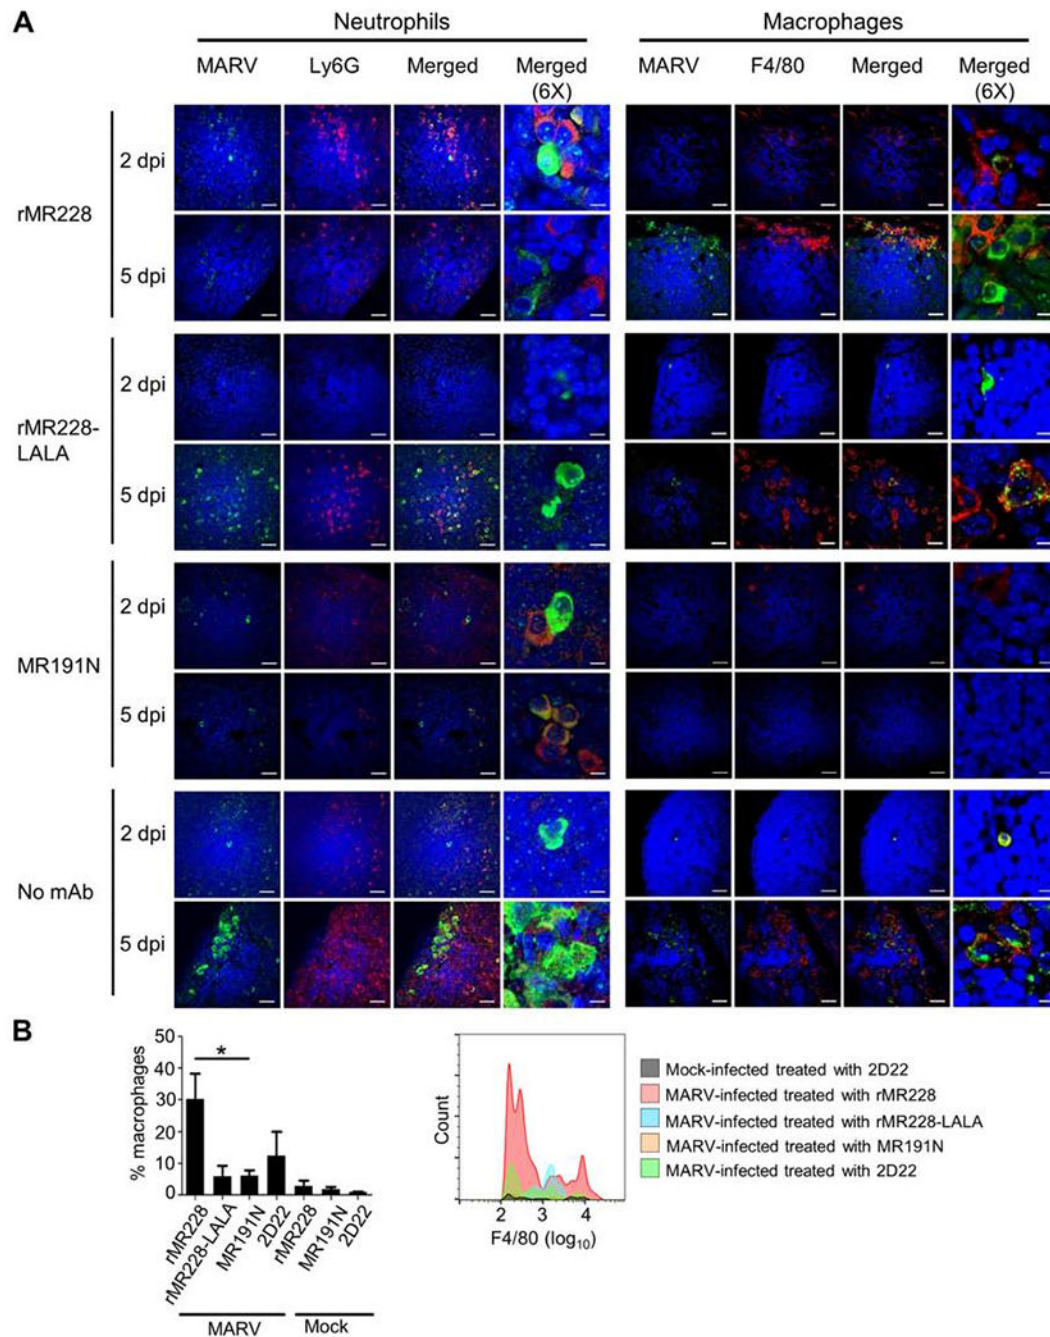 A
Neutrophils
Macrophages
MARV Ly6G Merged Merged (6X)
MARV F4/80 Merged Merged (6X)
rMR228
2 dpi
5 dpi
rMR228-
LALA
2 dpi
5 dpi
MR191N
2 dpi
5 dpi
No mAb
2 dpi
5 dpi
B
% macrophages
50
40
30
20
10
0
*
rMR228
rMR228-LALA
MR191N
2D22
rMR228
MR191N
2D22
MARV
Mock
Count
2 3 4
F4/80 (log10)
Mock-infected treated with 2D22
MARV-infected treated with rMR228
MARV-infected treated with rMR228-LALA
MARV-infected treated with MR191N
MARV-infected treated with 2D22